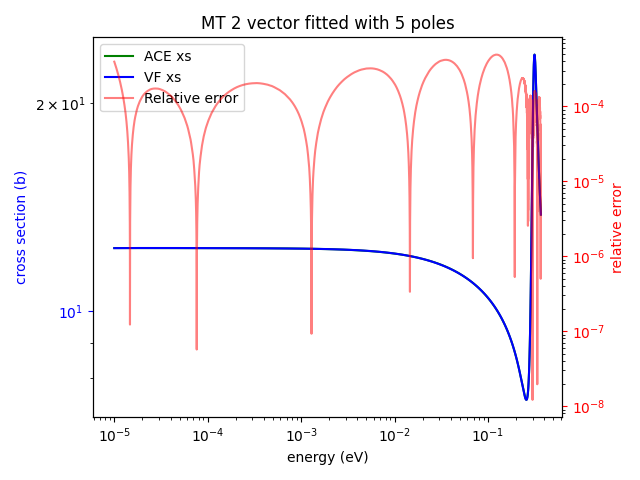 MT 2 vector fitted with 5 poles
ACE xs
VF xs
Relative error
cross section (b)
2 × 10¹
10¹
relative error
10⁻⁴
10⁻⁵
10⁻⁶
10⁻⁷
10⁻⁸
10⁻⁵ 10⁻⁴ 10⁻³ 10⁻² 10⁻¹
energy (eV)